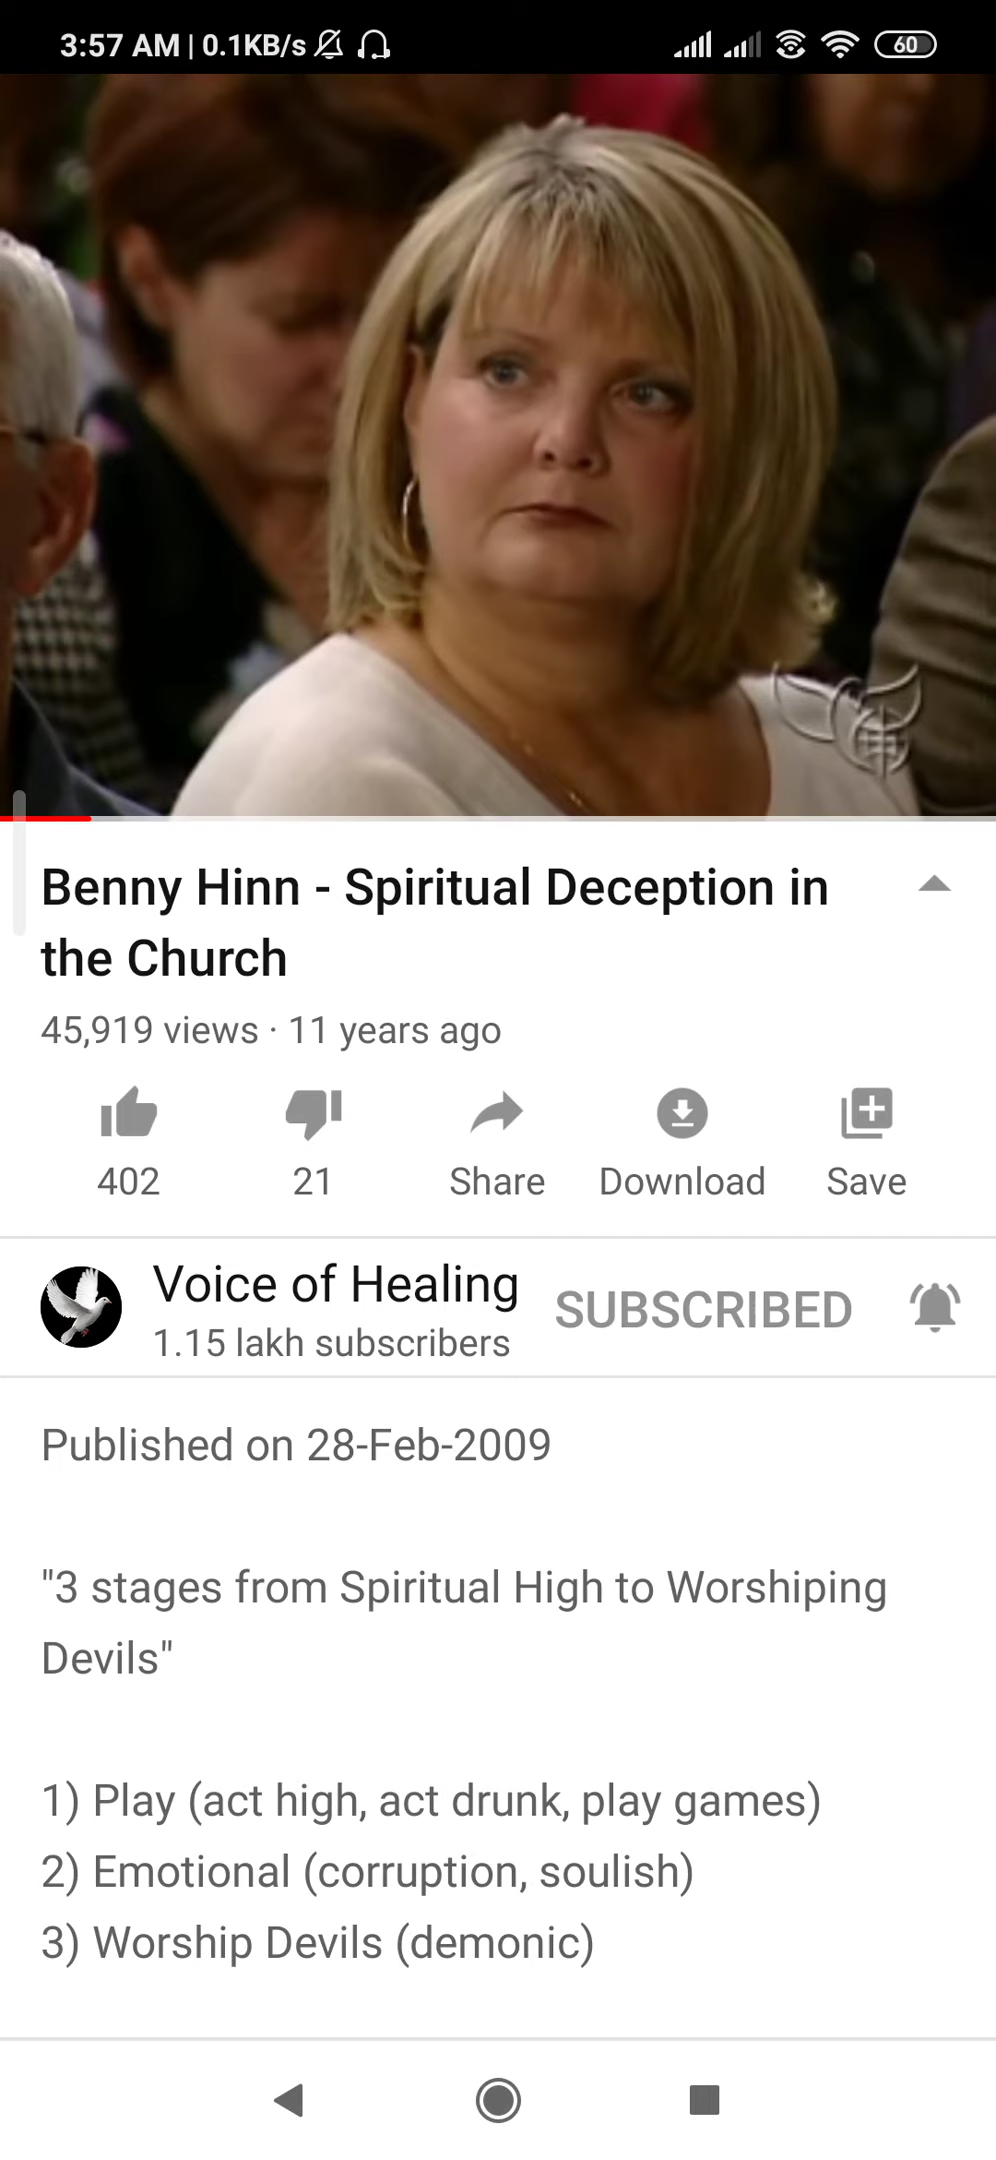 3:57 AM | 0.1KB/s
60
Benny Hinn - Spiritual Deception in
the Church
45,919 views · 11 years ago
402
21
Share
Download
Save
Voice of Healing
1.15 lakh subscribers
SUBSCRIBED
Published on 28-Feb-2009
"3 stages from Spiritual High to Worshiping
Devils"
1) Play (act high, act drunk, play games)
2) Emotional (corruption, soulish)
3) Worship Devils (demonic)